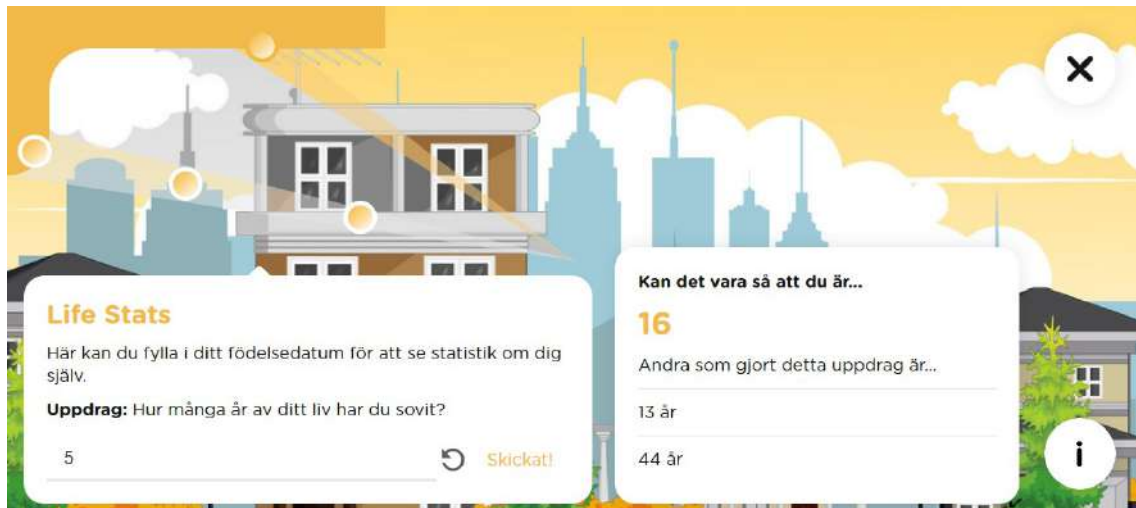 Life Stats
Här kan du fylla i ditt födelsedatum för att se statistik om dig
själv.
Uppdrag: Hur många år av ditt liv har du sovit?
5
Skickat!
Kan det vara så att du är...
16
Andra som gjort detta uppdrag är...
13 år
44 år
i